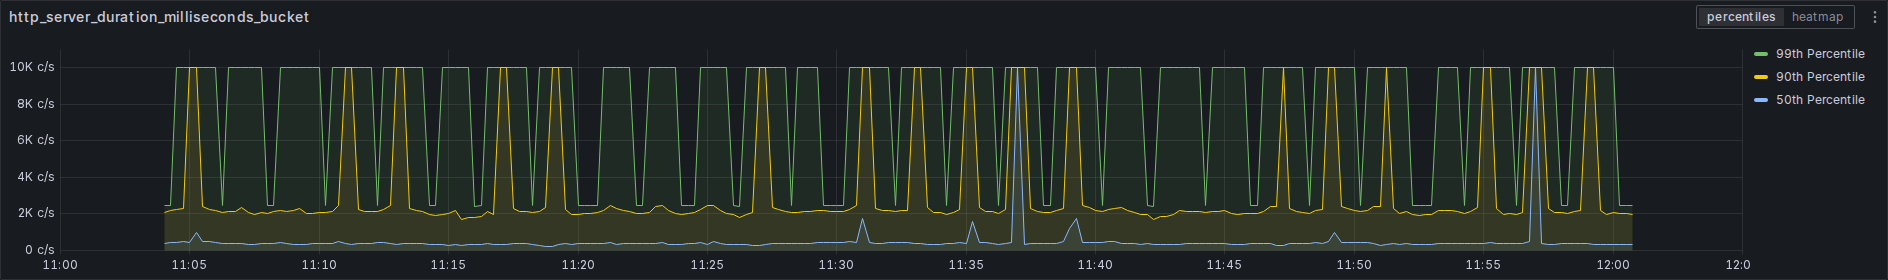 http_server_duration_milliseconds_bucket
percentiles heatmap
10K c/s
8K c/s
6K c/s
4K c/s
2K c/s
0 c/s
11:00 11:05 11:10 11:15 11:20 11:25 11:30 11:35 11:40 11:45 11:50 11:55 12:00 12:0
99th Percentile
90th Percentile
50th Percentile